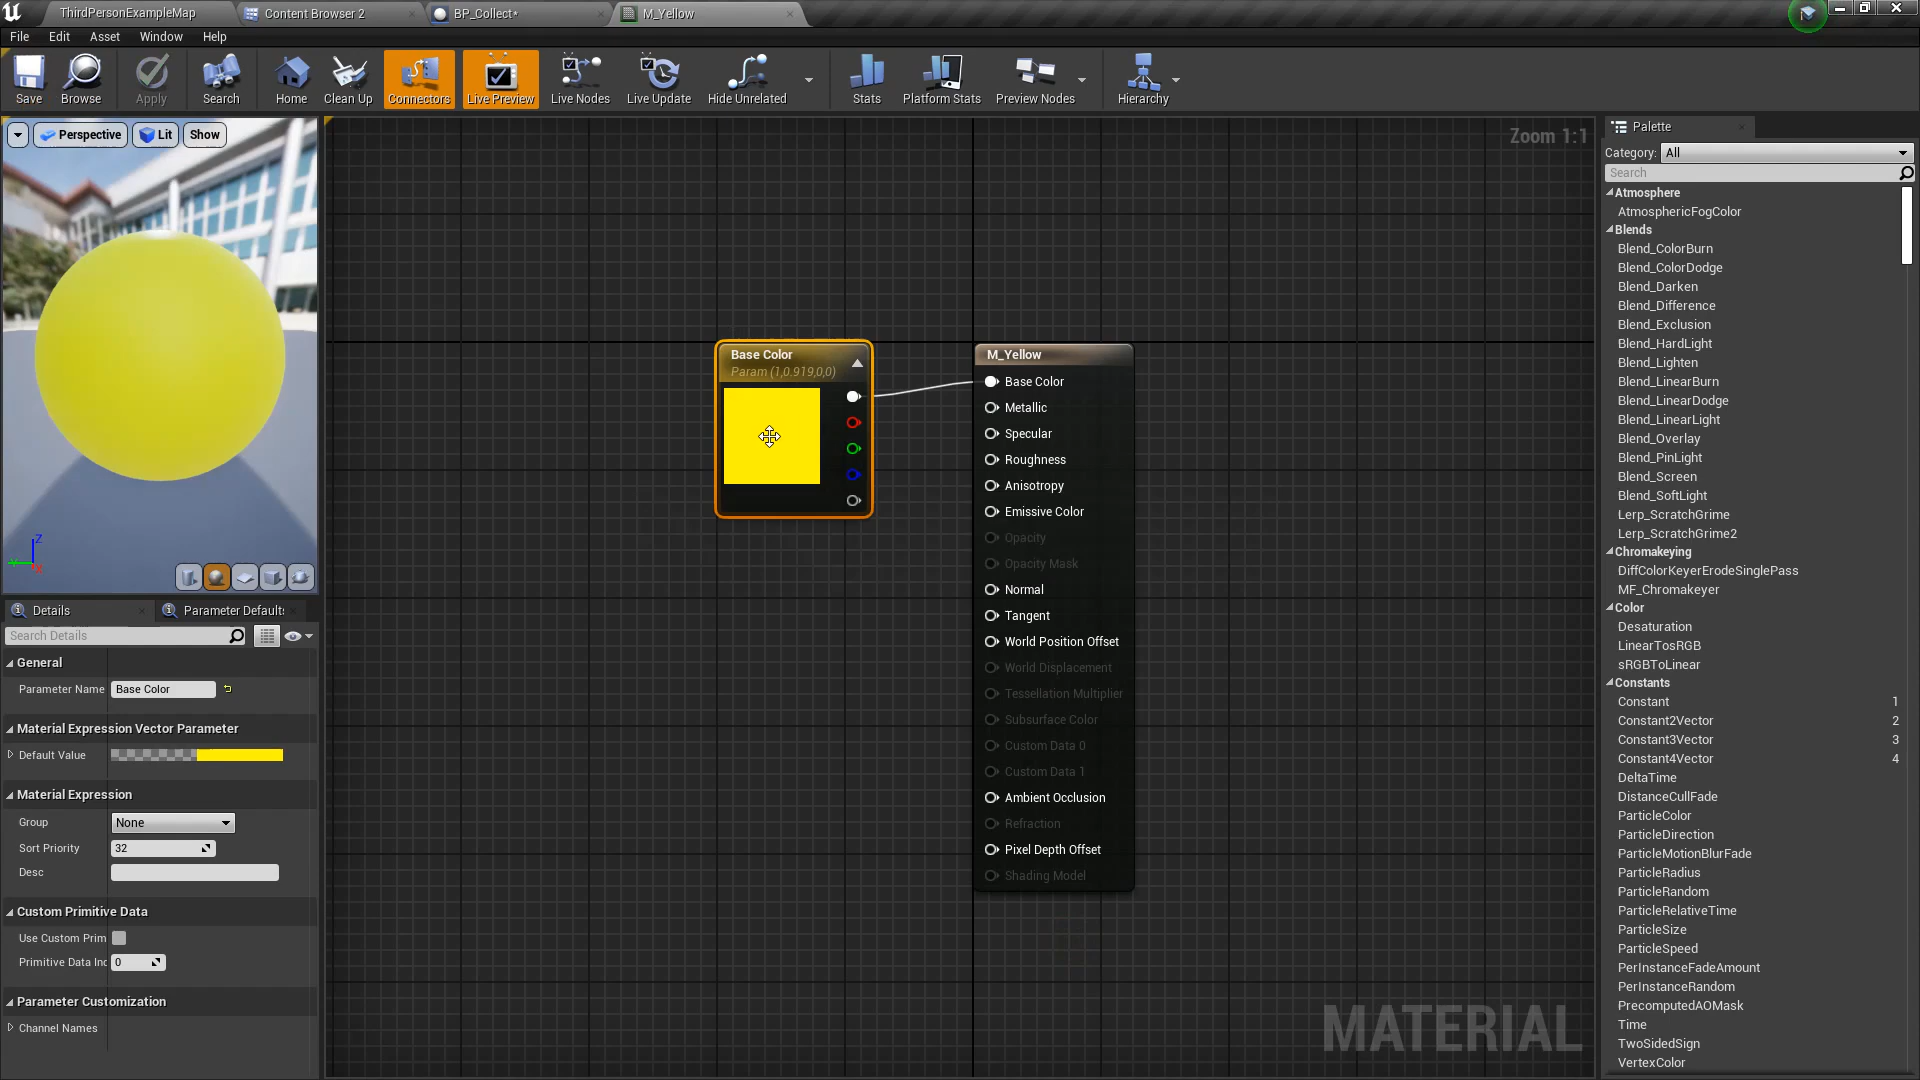 ThirdPersonExampleMap
Content Browser 2
BP_Collect*
M_Yellow
File Edit Asset Window Help
Save
Browse
Apply
Search
Home
Clean Up
Connectors
Live Preview
Live Nodes
Live Update
Hide Unrelated
Stats
Platform Stats
Preview Nodes
Hierarchy
Perspective
Lit
Show
Z
Y
X
Details
Parameter Defaults
Search Details
General
Parameter Name Base Color
Material Expression Vector Parameter
Default Value
Material Expression
Group None
Sort Priority 32
Desc
Custom Primitive Data
Use Custom Prim
Primitive Data Inc 0
Parameter Customization
Channel Names
Zoom 1:1
Base Color
Param (1,0.919,0,0)
M_Yellow
Base Color
Metallic
Specular
Roughness
Anisotropy
Emissive Color
Opacity
Opacity Mask
Normal
Tangent
World Position Offset
World Displacement
Tessellation Multiplier
Subsurface Color
Custom Data 0
Custom Data 1
Ambient Occlusion
Refraction
Pixel Depth Offset
Shading Model
MATERIAL
Palette
Category: All
Search
Atmosphere
AtmosphericFogColor
Blends
Blend_ColorBurn
Blend_ColorDodge
Blend_Darken
Blend_Difference
Blend_Exclusion
Blend_HardLight
Blend_Lighten
Blend_LinearBurn
Blend_LinearDodge
Blend_LinearLight
Blend_Overlay
Blend_PinLight
Blend_Screen
Blend_SoftLight
Lerp_ScratchGrime
Lerp_ScratchGrime2
Chromakeying
DiffColorKeyerErodeSinglePass
MF_Chromakeyer
Color
Desaturation
LinearTosRGB
sRGBToLinear
Constants
Constant 1
Constant2Vector 2
Constant3Vector 3
Constant4Vector 4
DeltaTime
DistanceCullFade
ParticleColor
ParticleDirection
ParticleMotionBlurFade
ParticleRadius
ParticleRandom
ParticleRelativeTime
ParticleSize
ParticleSpeed
PerInstanceFadeAmount
PerInstanceRandom
PrecomputedAOMask
Time
TwoSidedSign
VertexColor